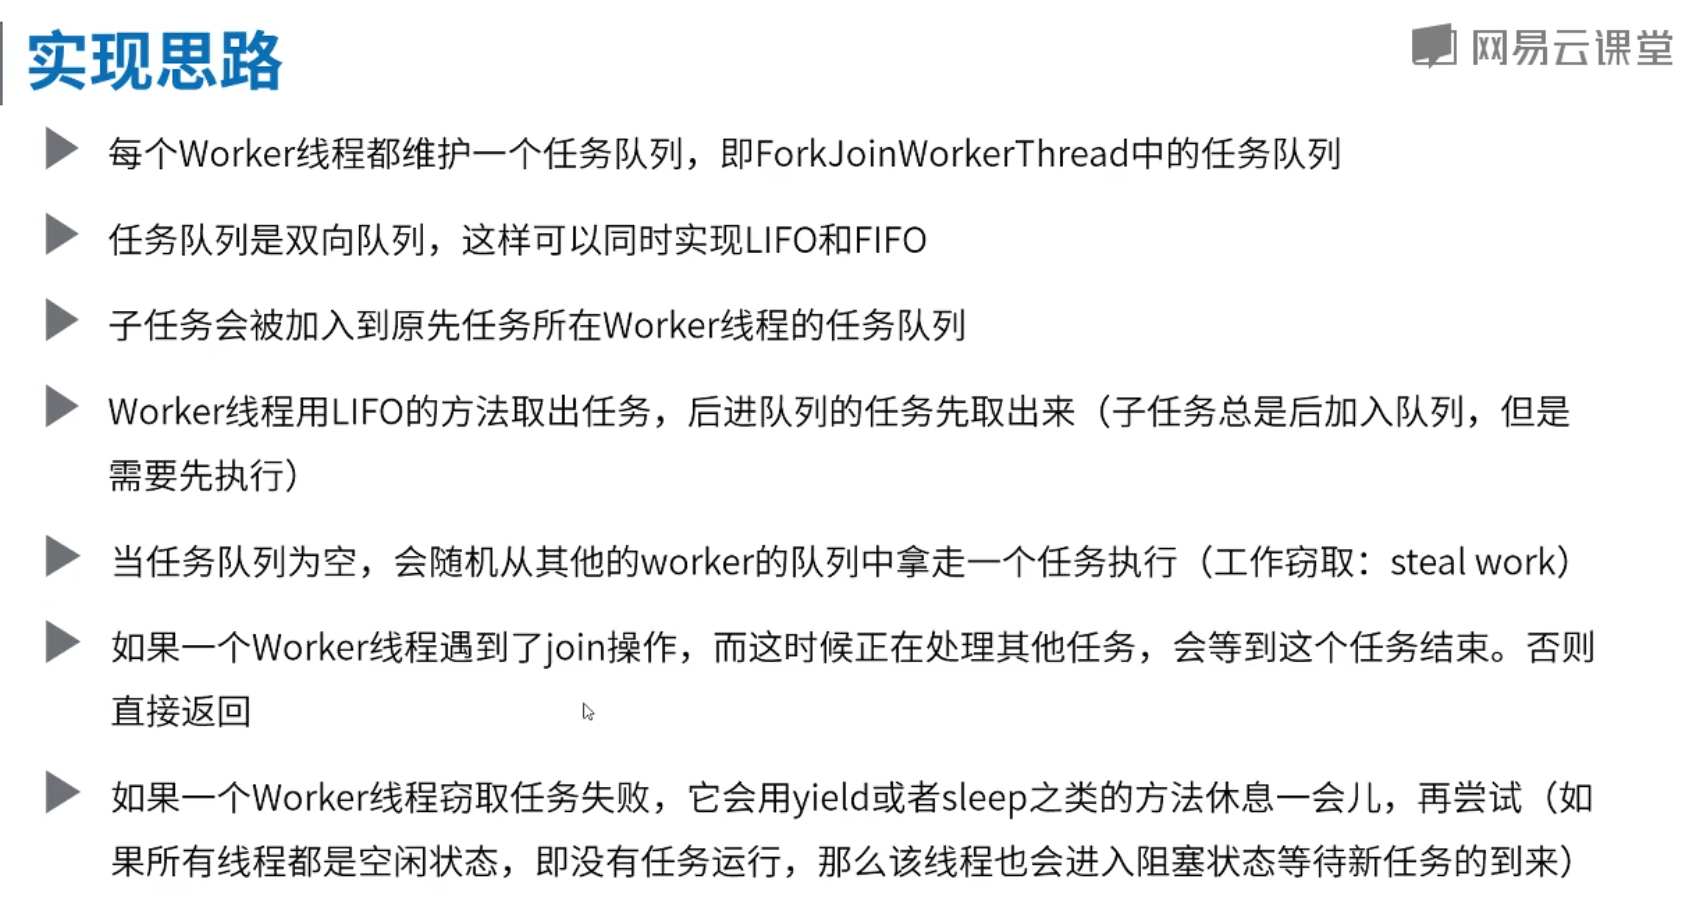 实现思路
网易云课堂
每个Worker线程都维护一个任务队列，即ForkJoinWorkerThread中的任务队列
任务队列是双向队列，这样可以同时实现LIFO和FIFO
子任务会被加入到原先任务所在Worker线程的任务队列
Worker线程用LIFO的方法取出任务，后进队列的任务先取出来（子任务总是后加入队列，但是
需要先执行）
当任务队列为空，会随机从其他的worker的队列中拿走一个任务执行（工作窃取：steal work）
如果一个Worker线程遇到了join操作，而这时候正在处理其他任务，会等到这个任务结束。否则
直接返回
如果一个Worker线程窃取任务失败，它会用yield或者sleep之类的方法休息一会儿，再尝试（如
果所有线程都是空闲状态，即没有任务运行，那么该线程也会进入阻塞状态等待新任务的到来）